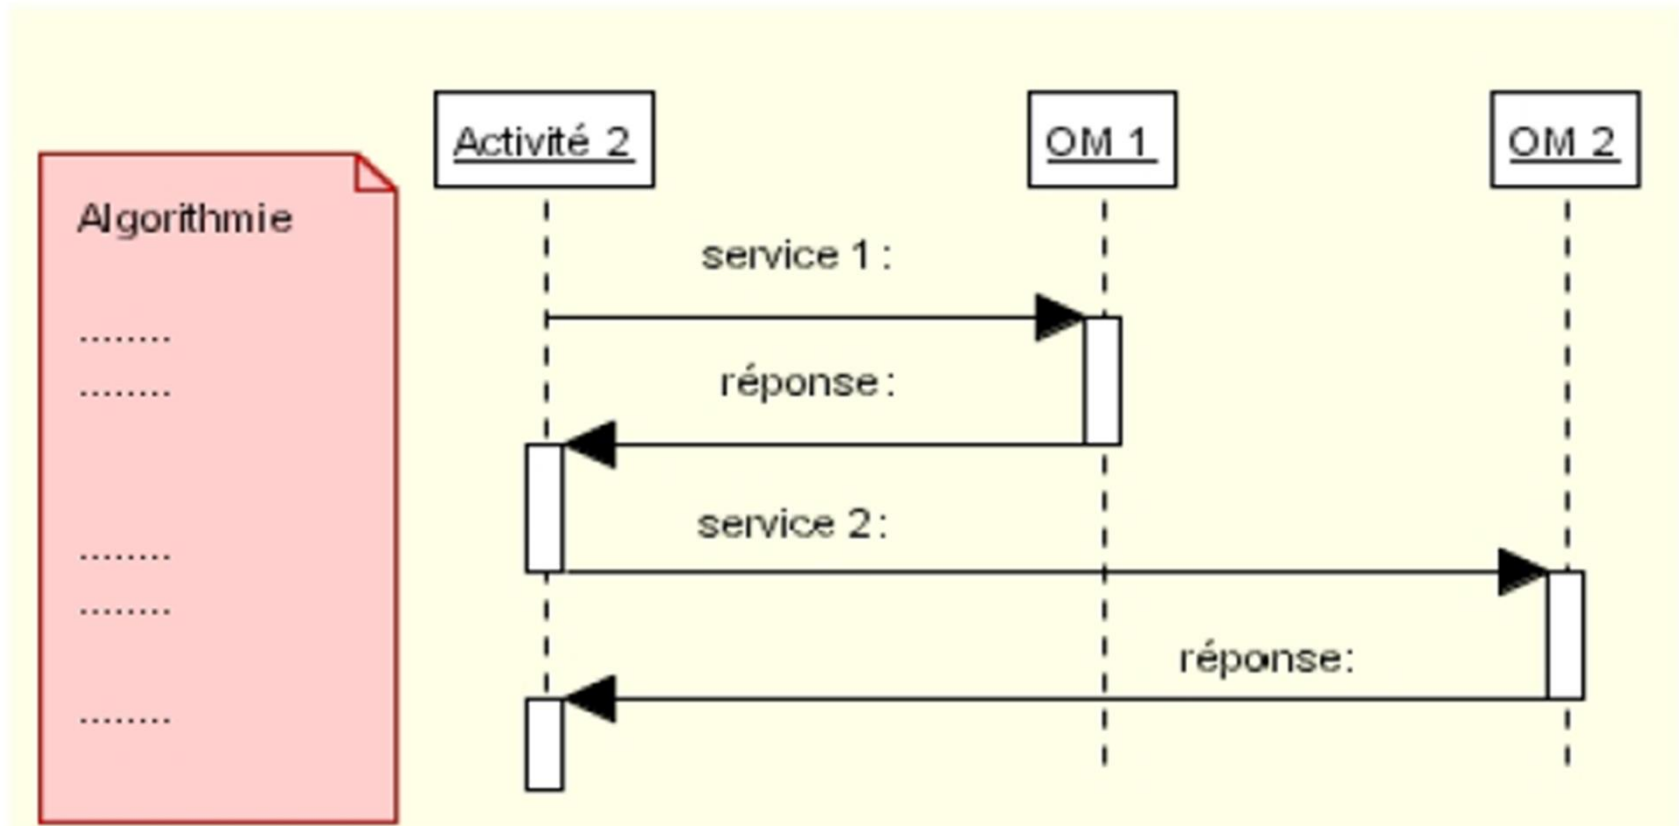 Activité 2
OM 1
OM 2
Algorithmie
service 1 :
........
réponse :
........
service 2 :
........
........
réponse:
........